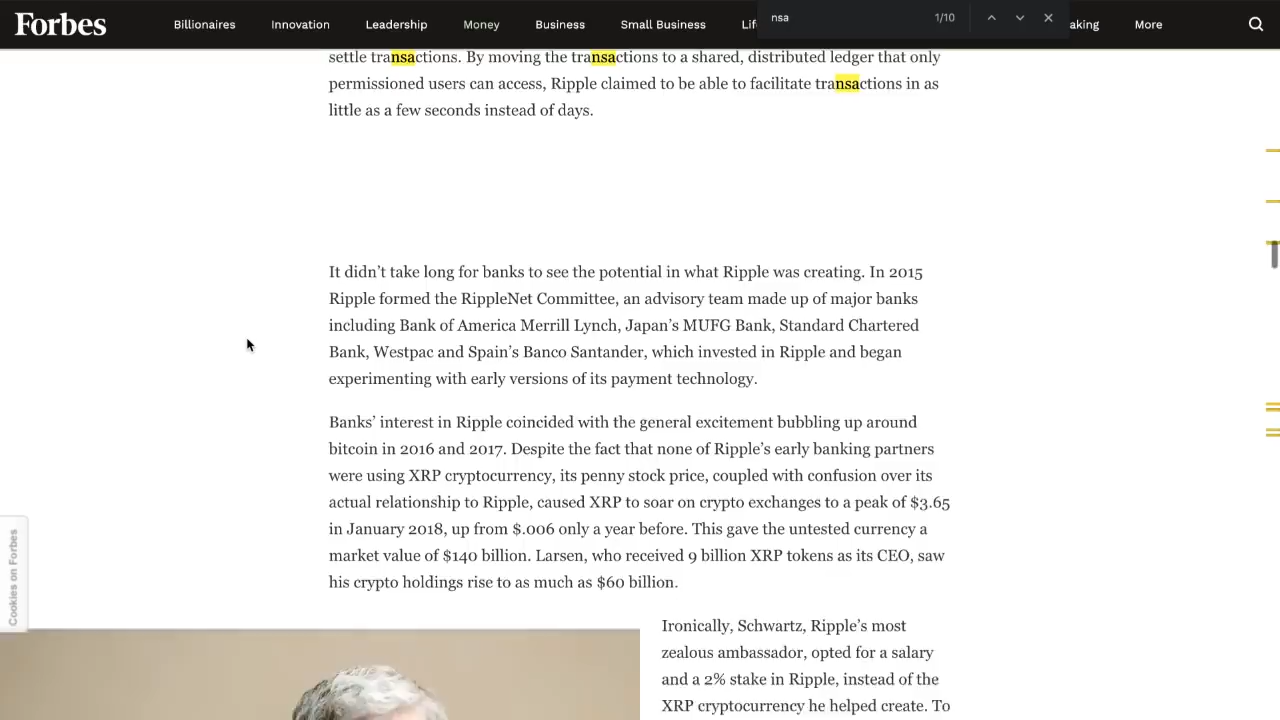 Forbes
Billionaires
Innovation
Leadership
Money
Business
Small Business
Lif
nsa
1/10
aking
More
settle transactions. By moving the transactions to a shared, distributed ledger that only
permissioned users can access, Ripple claimed to be able to facilitate transactions in as
little as a few seconds instead of days.
It didn’t take long for banks to see the potential in what Ripple was creating. In 2015
Ripple formed the RippleNet Committee, an advisory team made up of major banks
including Bank of America Merrill Lynch, Japan’s MUFG Bank, Standard Chartered
Bank, Westpac and Spain’s Banco Santander, which invested in Ripple and began
experimenting with early versions of its payment technology.
Banks’ interest in Ripple coincided with the general excitement bubbling up around
bitcoin in 2016 and 2017. Despite the fact that none of Ripple’s early banking partners
were using XRP cryptocurrency, its penny stock price, coupled with confusion over its
actual relationship to Ripple, caused XRP to soar on crypto exchanges to a peak of $3.65
in January 2018, up from $.006 only a year before. This gave the untested currency a
market value of $140 billion. Larsen, who received 9 billion XRP tokens as its CEO, saw
his crypto holdings rise to as much as $60 billion.
Cookies on Forbes
Ironically, Schwartz, Ripple’s most
zealous ambassador, opted for a salary
and a 2% stake in Ripple, instead of the
XRP cryptocurrency he helped create. To